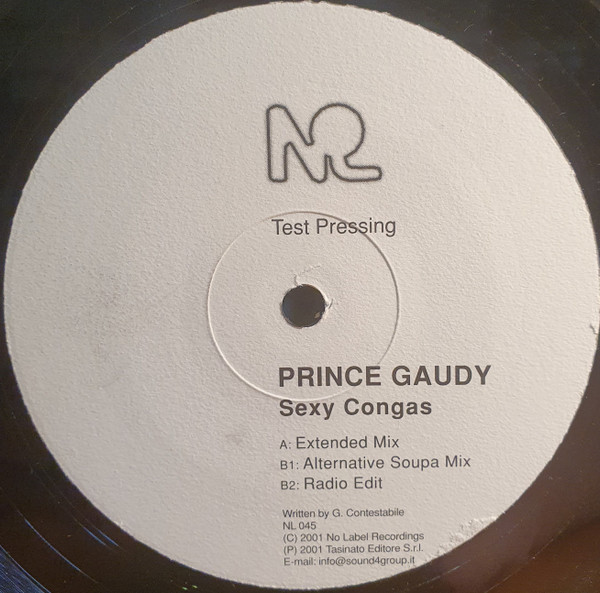 NR
Test Pressing
PRINCE GAUDY
Sexy Congas
A: Extended Mix
B1: Alternative Soupa Mix
B2: Radio Edit
Written by G. Contestabile
NL 045
(C) 2001 No Label Recordings
(P) 2001 Tasinato Editore S.r.l.
E-mail: info@sound4group.it